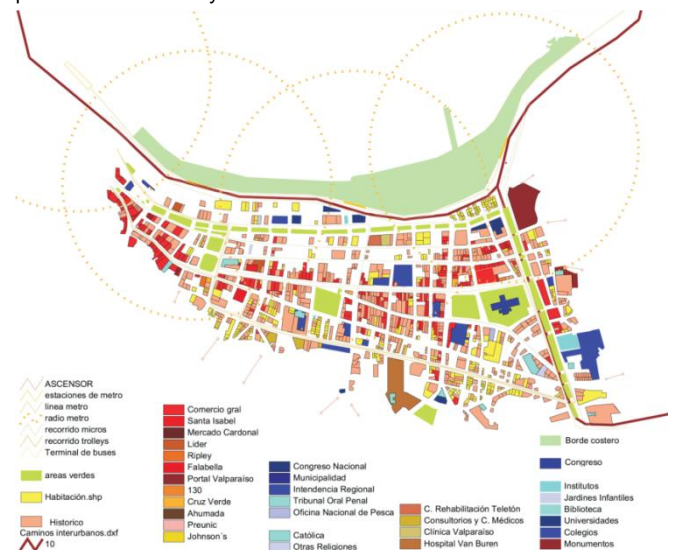 ASCENSOR
estaciones de metro
linea metro
radio metro
recorrido micros
recorrido trolleys
Terminal de buses
areas verdes
Habitación.shp
Historico
Caminos interurbanos.dxf
10
Comercio gral
Santa Isabel
Mercado Cardonal
Lider
Ripley
Falabella
Portal Valparaíso
130
Cruz Verde
Ahumada
Preunic
Johnson´s
Congreso Nacional
Municipalidad
Intendencia Regional
Tribunal Oral Penal
Oficina Nacional de Pesca
Católica
Otras Religiones
C. Rehabilitación Teletón
Consultorios y C. Médicos
Clínica Valparaíso
Hospital Van Buren
Borde costero
Congreso
Institutos
Jardines Infantiles
Biblioteca
Universidades
Colegios
Monumentos